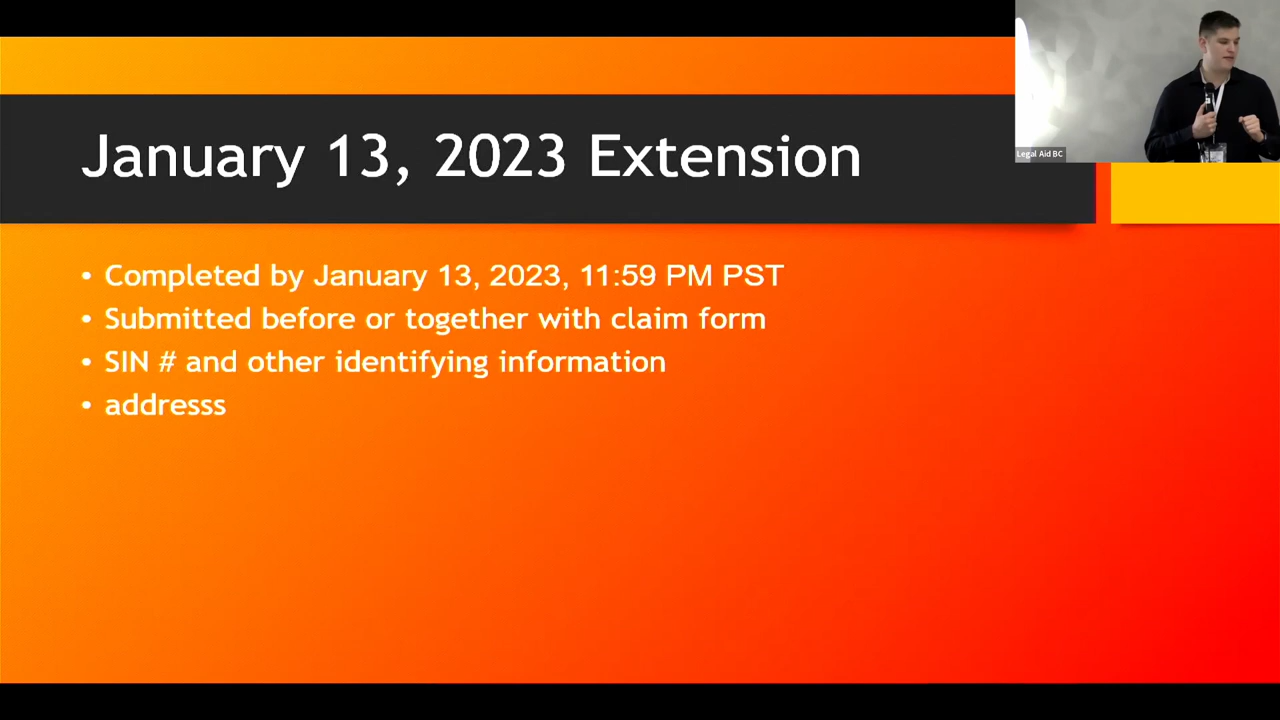 January 13, 2023 Extension
Legal Aid BC
• Completed by January 13, 2023, 11:59 PM PST
• Submitted before or together with claim form
• SIN # and other identifying information
• addresss